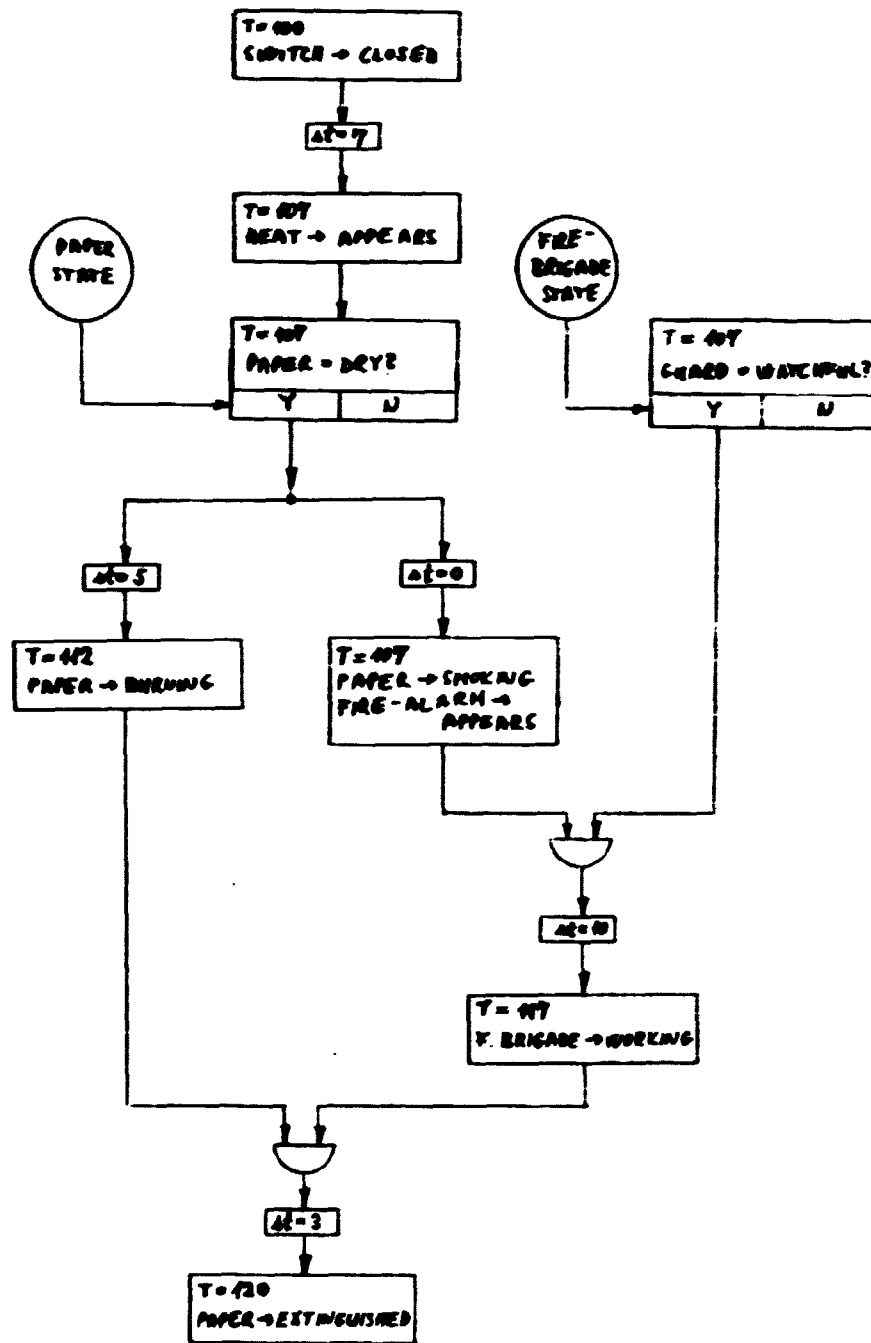 T=100
SWITCH → CLOSED
Δt=7
T=107
HEAT → APPEARS
PAPER
STATE
FIRE-
BRIGADE
STATE
T=107
PAPER = DRY?
Y N
T=107
GUARD = WATCHFUL?
Y N
Δt=5
Δt=0
T=112
PAPER → BURNING
T=107
PAPER → SMOKING
FIRE-ALARM →
APPEARS
Δt=10
T=117
F. BRIGADE → WORKING
Δt=3
T=120
PAPER → EXTINGUISHED